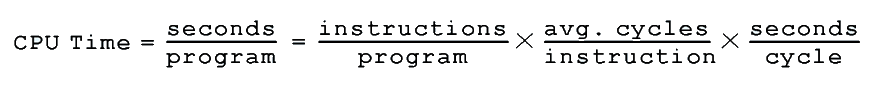 CPU Time = seconds/program = instructions/program × avg. cycles/instruction × seconds/cycle